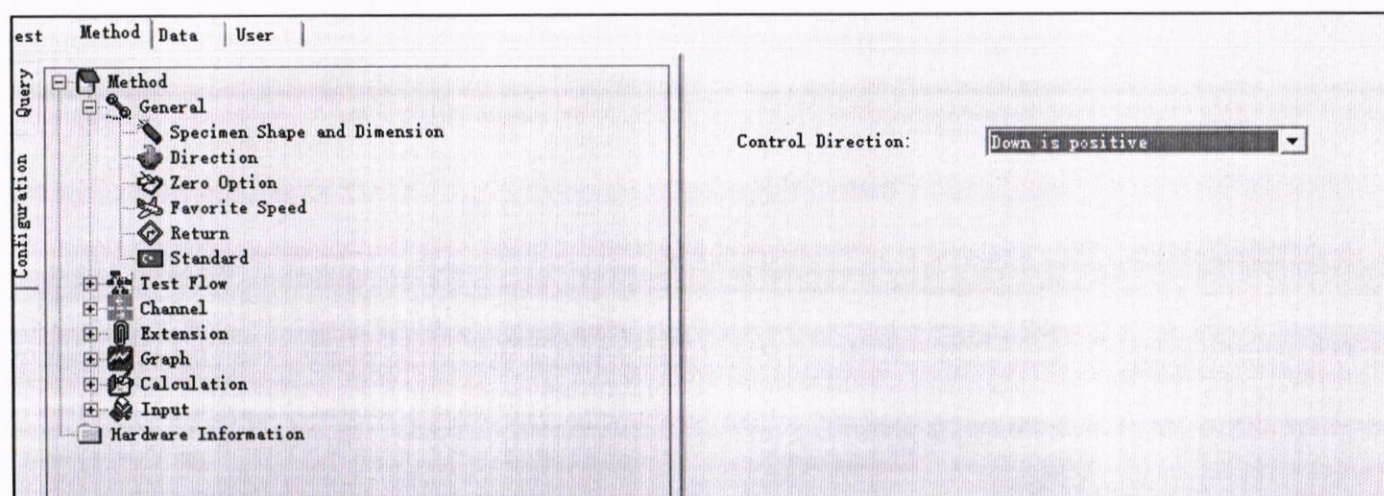 est Method Data User
Query
Configuration
Method
General
Specimen Shape and Dimension
Direction
Zero Option
Favorite Speed
Return
Standard
Test Flow
Channel
Extension
Graph
Calculation
Input
Hardware Information
Control Direction: Down is positive